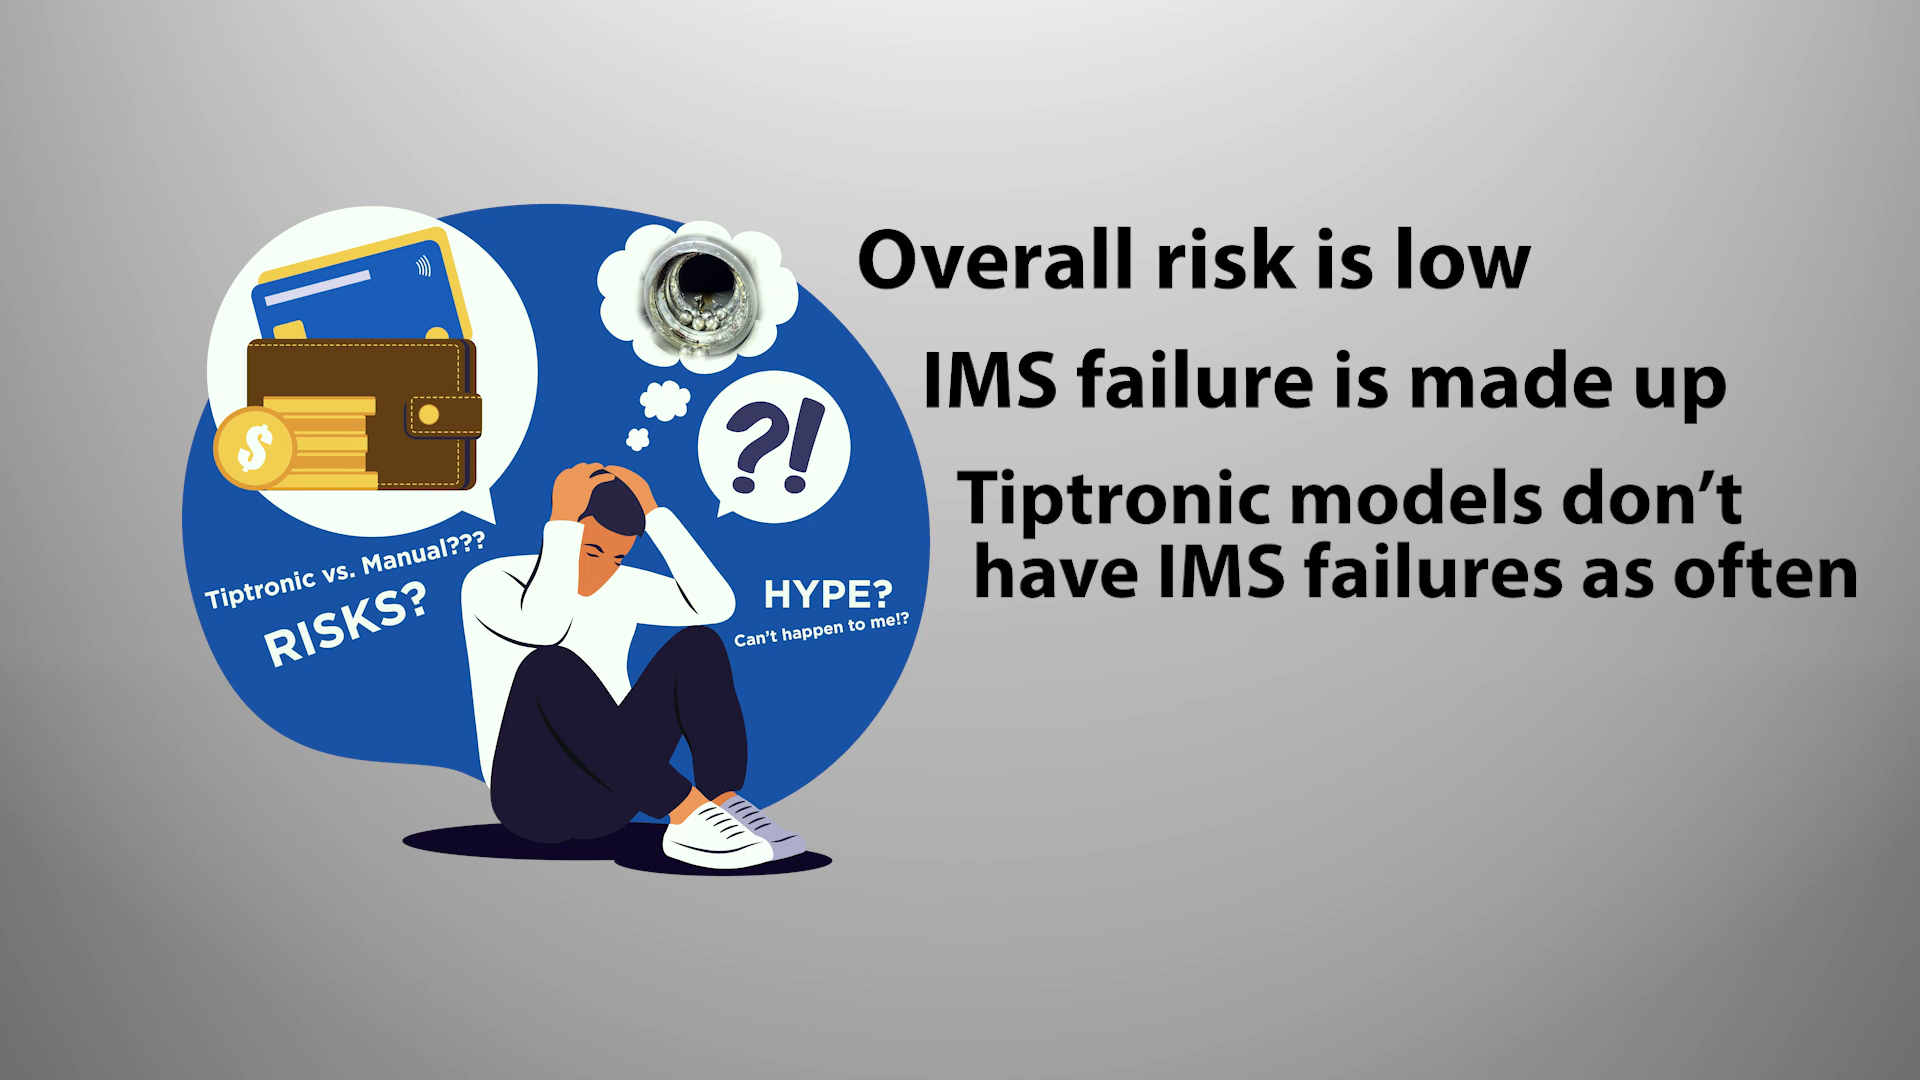 Overall risk is low
IMS failure is made up
Tiptronic models don’t
have IMS failures as often
$
?!
Tiptronic vs. Manual???
RISKS?
HYPE?
Can’t happen to me!?